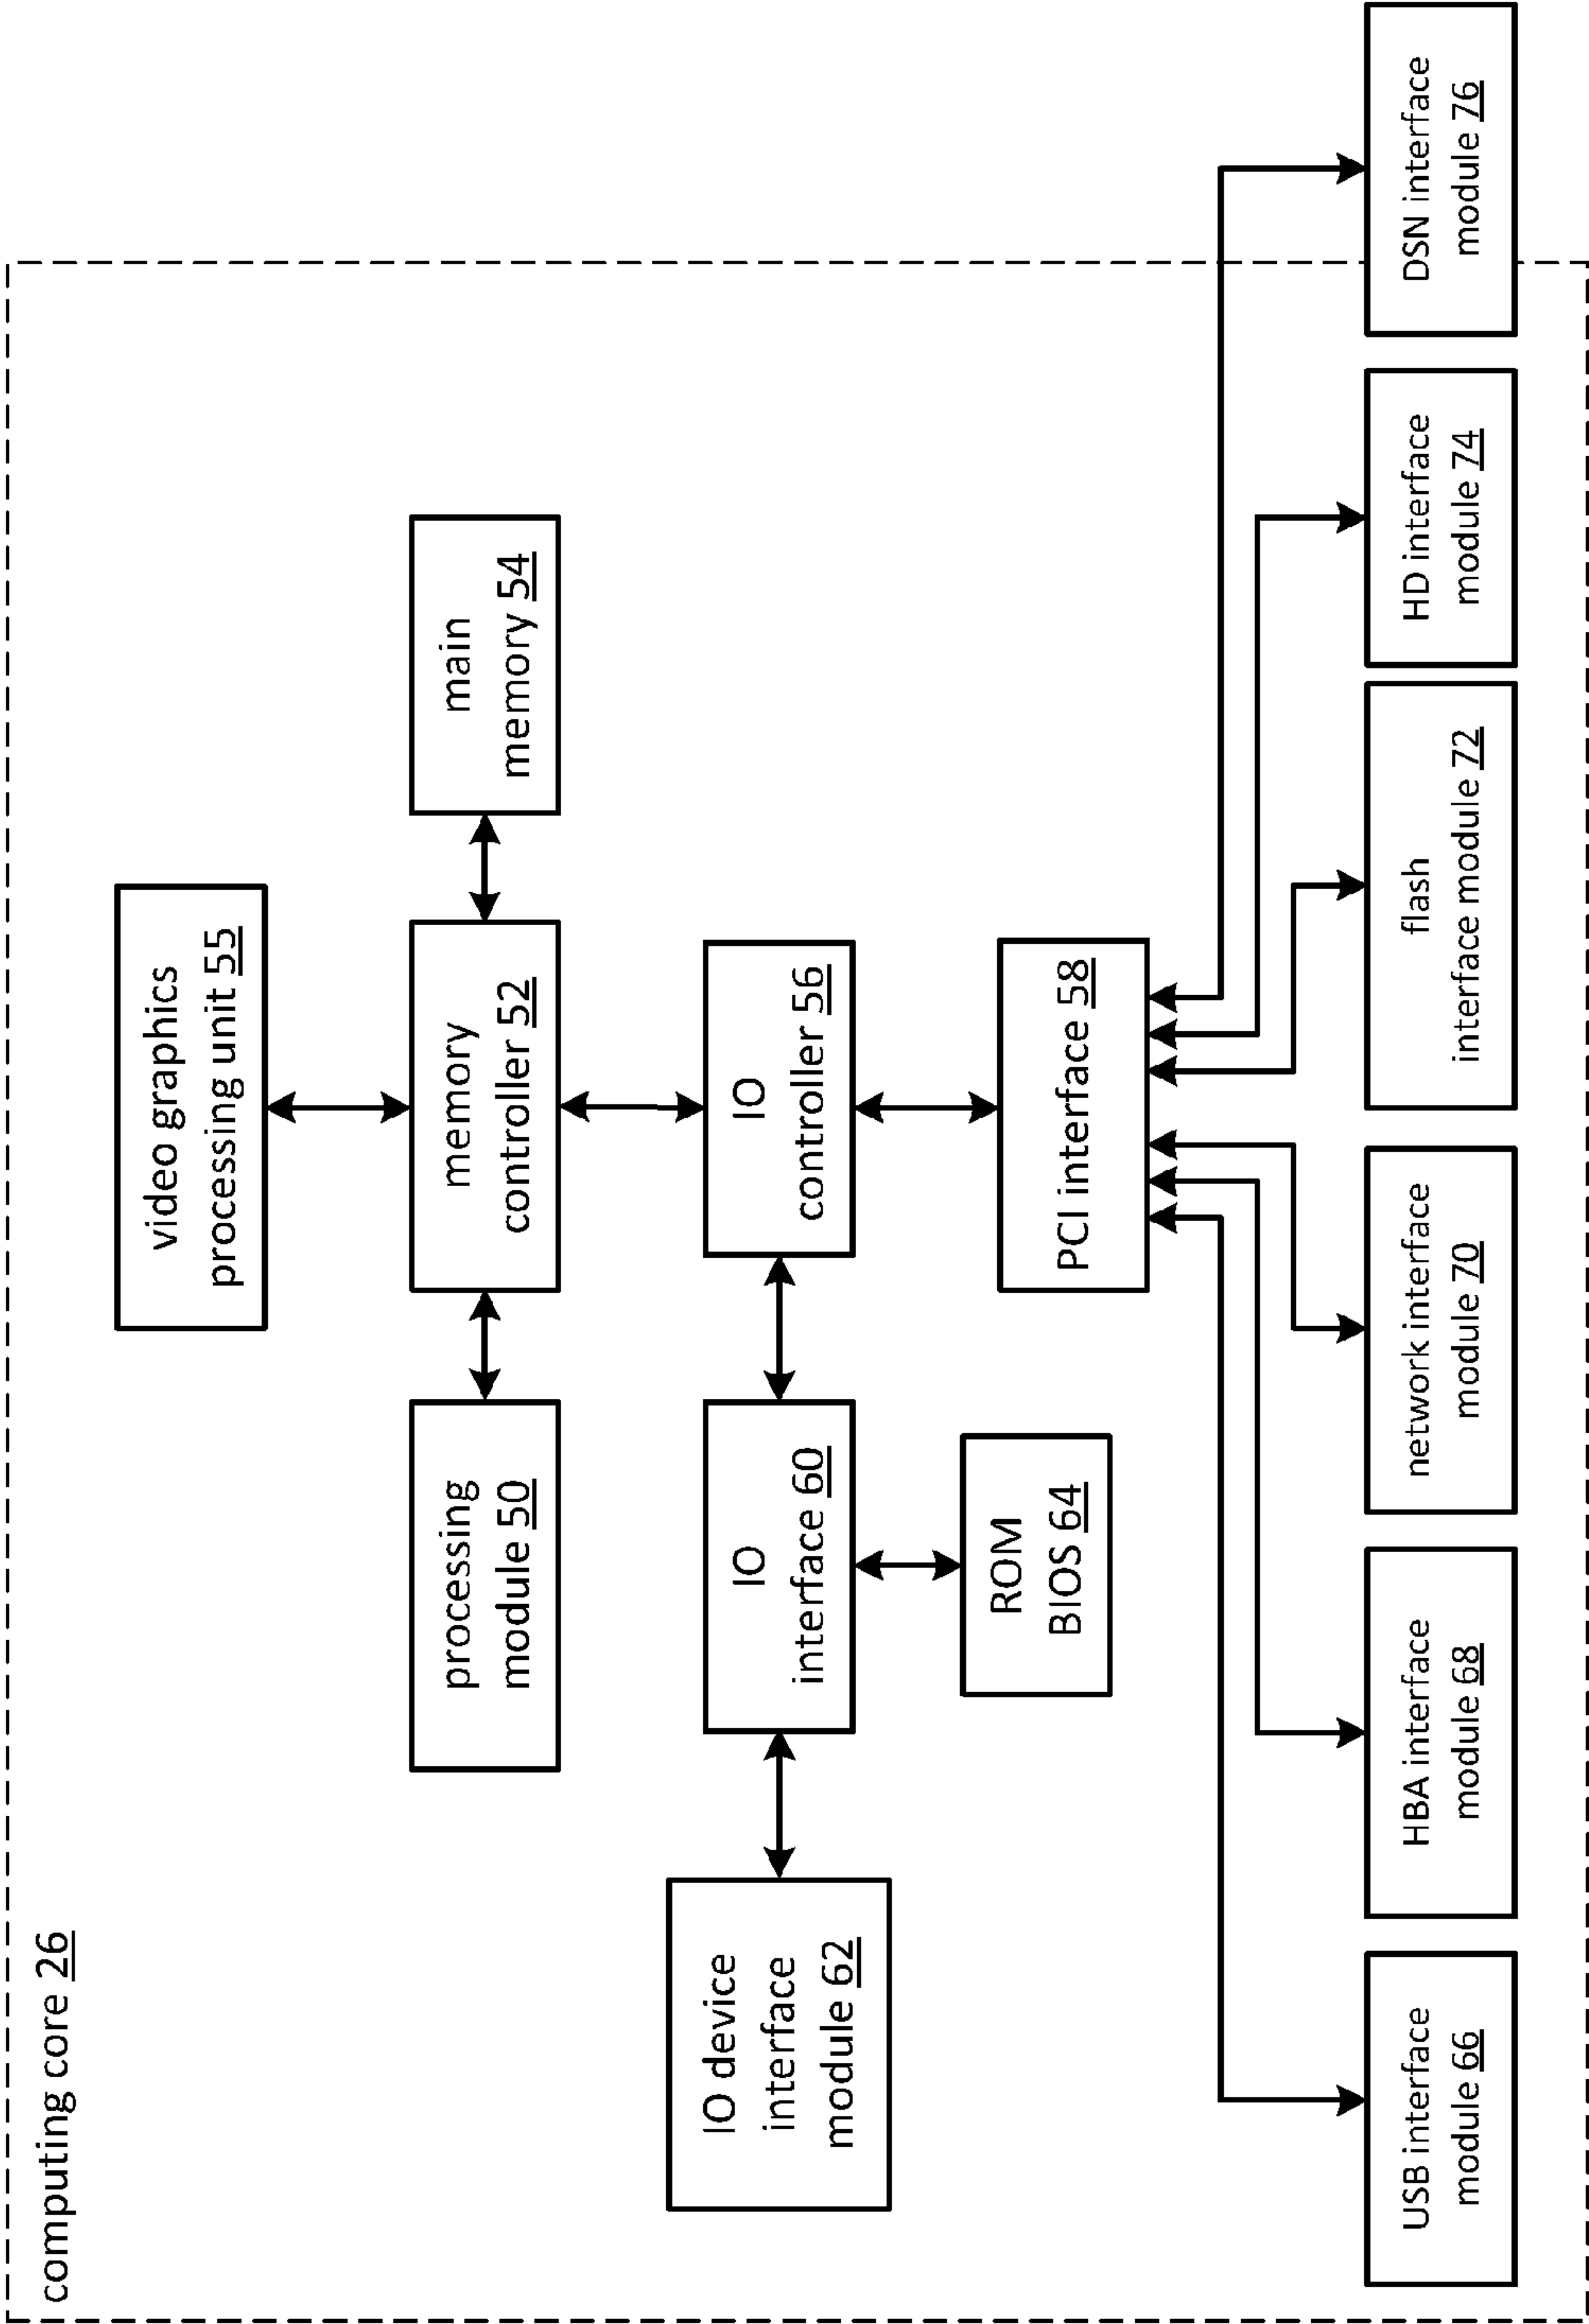 computing core 26
video graphics
processing unit 55
processing
module 50
memory
controller 52
main
memory 54
IO device
interface
module 62
IO
interface 60
IO
controller 56
ROM
BIOS 64
PCI interface 58
USB interface
module 66
HBA interface
module 68
network interface
module 70
flash
interface module 72
HD interface
module 74
DSN interface
module 76